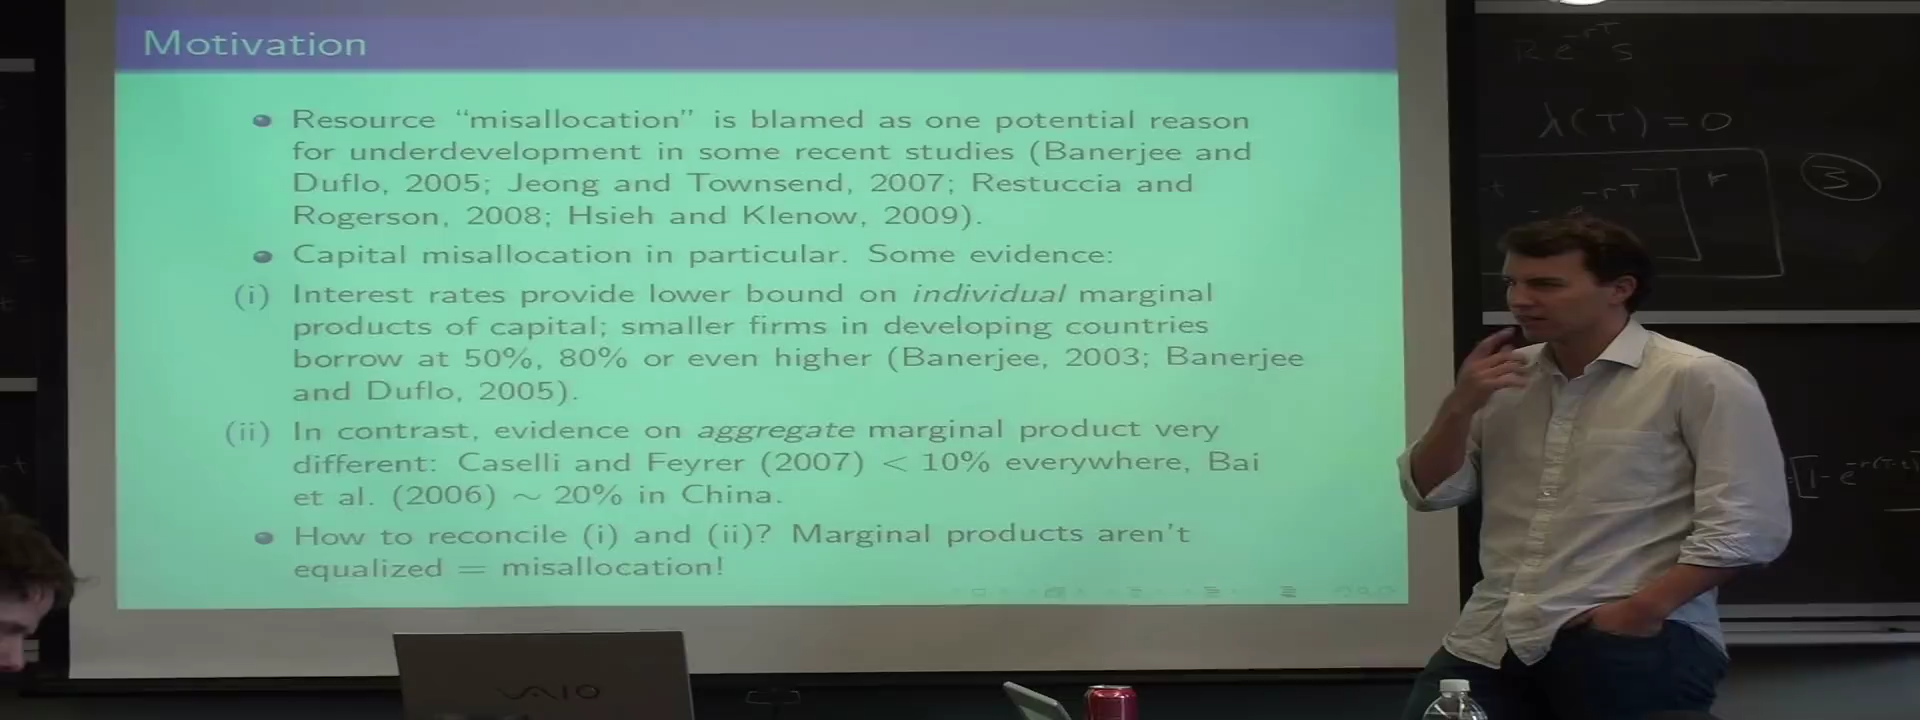 Motivation
Resource “misallocation” is blamed as one potential reason
for underdevelopment in some recent studies (Banerjee and
Duflo, 2005; Jeong and Townsend, 2007; Restuccia and
Rogerson, 2008; Hsieh and Klenow, 2009).
Capital misallocation in particular. Some evidence:
(i) Interest rates provide lower bound on individual marginal
products of capital; smaller firms in developing countries
borrow at 50%, 80% or even higher (Banerjee, 2003; Banerjee
and Duflo, 2005).
(ii) In contrast, evidence on aggregate marginal product very
different: Caselli and Feyrer (2007) < 10% everywhere, Bai
et al. (2006) ∼ 20% in China.
How to reconcile (i) and (ii)? Marginal products aren't
equalized = misallocation!
λ(T) = 0
3
VAIO